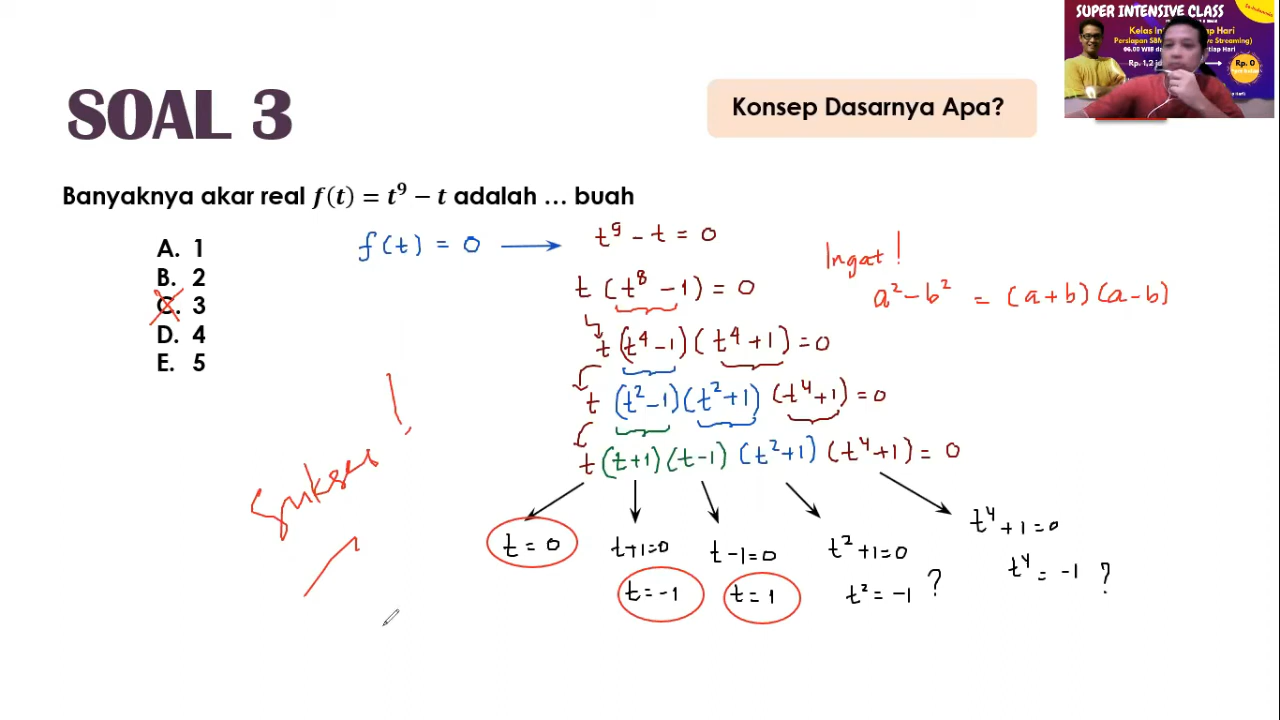 SUPER INTENSIVE CLASS
SOAL 3
Konsep Dasarnya Apa?
Rp. 0
Banyaknya akar real f(t) = t⁹ − t adalah … buah
A. 1
B. 2
C. 3
D. 4
E. 5
f(t) = 0
t⁹ - t = 0
t (t⁸ - 1) = 0
t (t⁴ - 1)(t⁴ + 1) = 0
t (t² - 1)(t² + 1) (t⁴ + 1) = 0
t (t+1)(t-1) (t² + 1) (t⁴ + 1) = 0
Ingat!
a² - b² = (a+b)(a-b)
Sukses!
t = 0
t+1=0
t=-1
t-1=0
t=1
t²+1=0
t² = -1 ?
t⁴+1=0
t⁴ = -1 ?